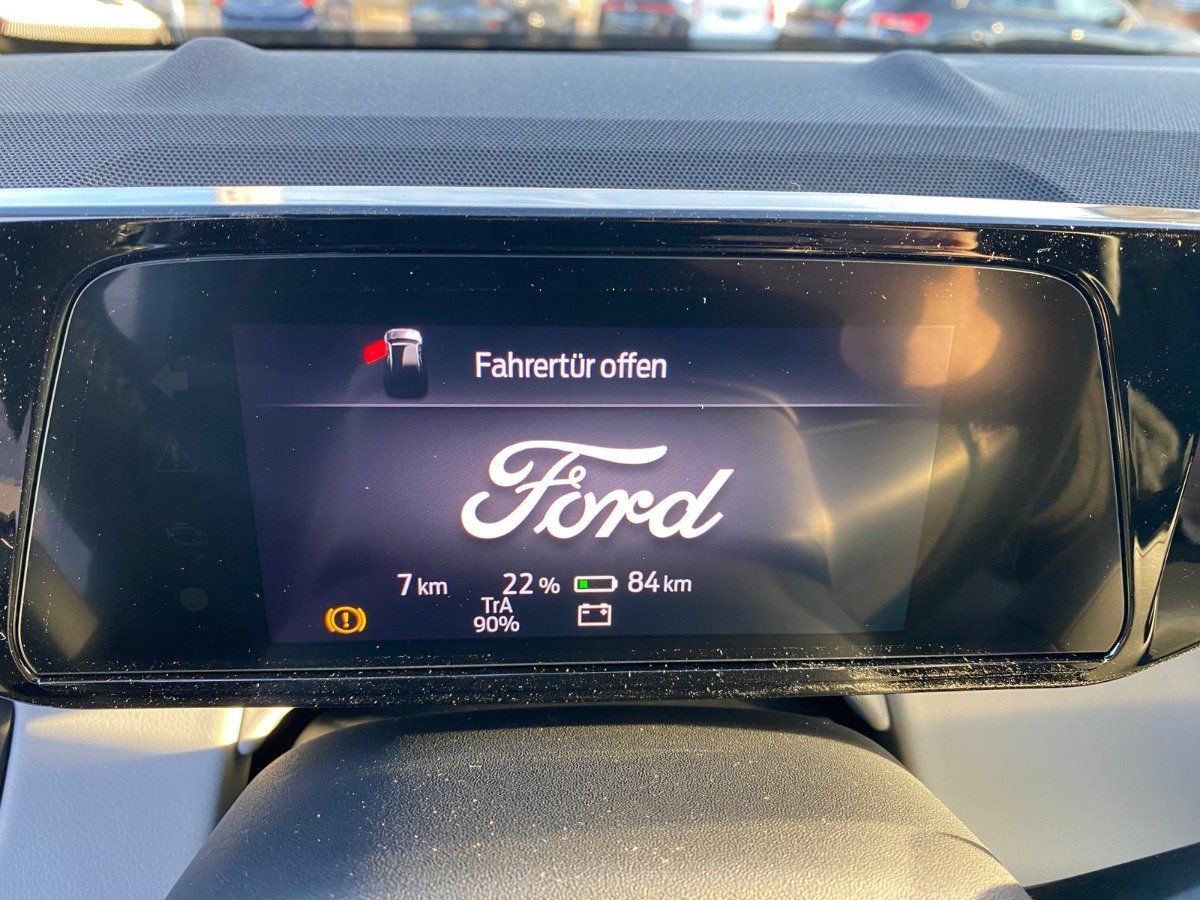 Fahrertür offen
Ford
7 km 22 % 84 km
TrA
90%